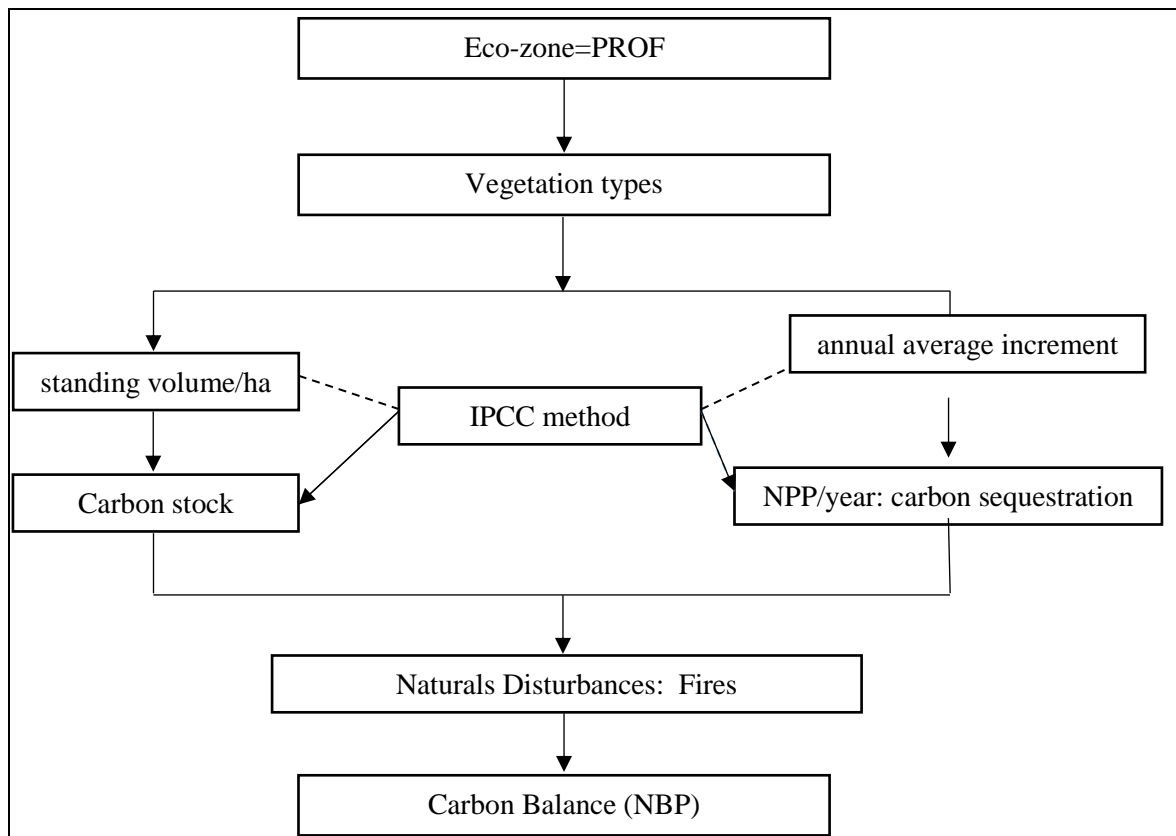 Eco-zone=PROF
Vegetation types
annual average increment
standing volume/ha
IPCC method
Carbon stock
NPP/year: carbon sequestration
Naturals Disturbances: Fires
Carbon Balance (NBP)